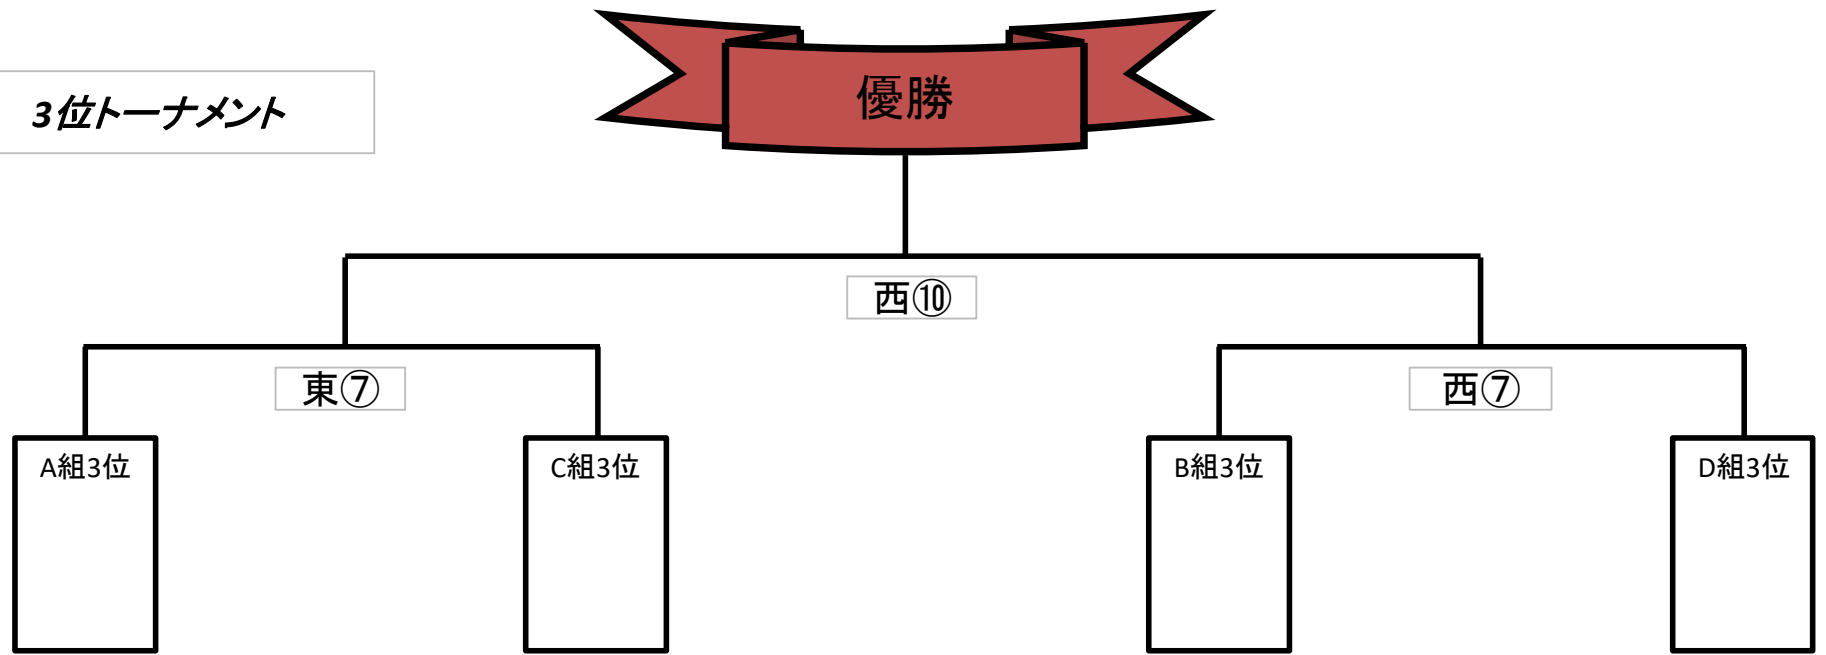 優勝
3位トーナメント
西⑩
東⑦
西⑦
A組3位
C組3位
B組3位
D組3位